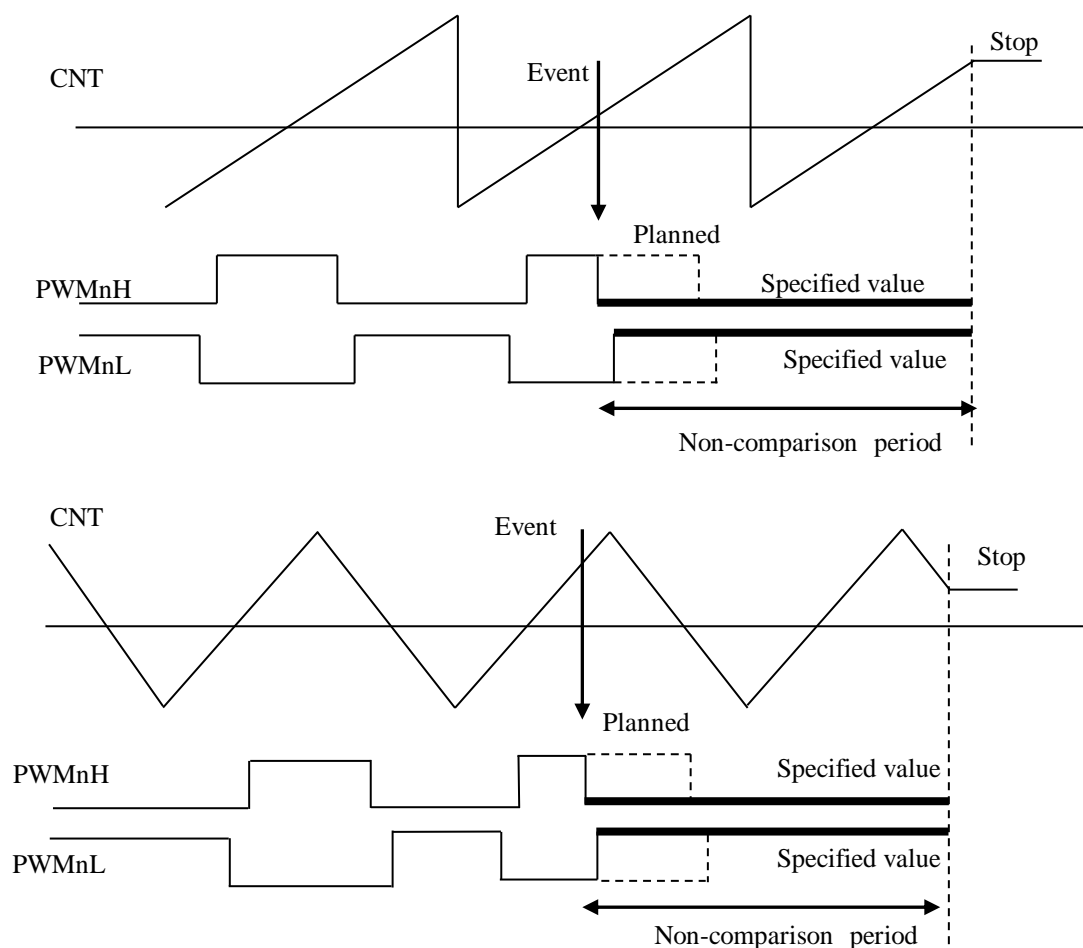 Stop
CNT
Event
Planned
PWMnH
Specified value
PWMnL
Specified value
Non-comparison period
CNT
Event
Stop
Planned
PWMnH
Specified value
PWMnL
Specified value
Non-comparison period